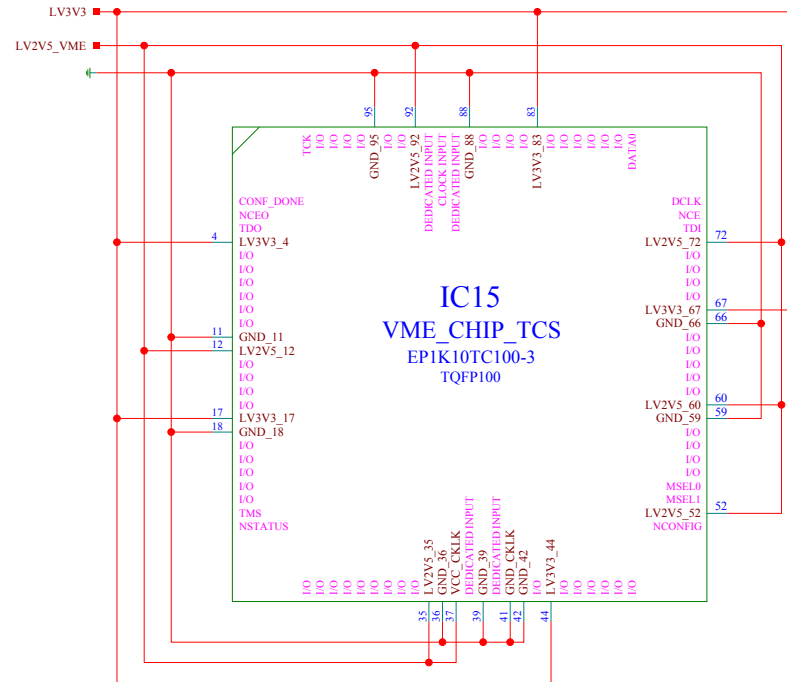 LV3V3
LV2V5_VME
95
92
88
83
TCK
I/O
I/O
I/O
I/O
GND_95
I/O
I/O
LV2V5_92
DEDICATED INPUT
CLOCK INPUT
DEDICATED INPUT
GND_88
I/O
I/O
I/O
I/O
LV3V3_83
I/O
I/O
I/O
I/O
I/O
I/O
DATA0
CONF_DONE
NCEO
TDO
4 LV3V3_4
I/O
I/O
I/O
I/O
I/O
I/O
11 GND_11
12 LV2V5_12
I/O
I/O
I/O
I/O
17 LV3V3_17
18 GND_18
I/O
I/O
I/O
I/O
I/O
TMS
NSTATUS
IC15
VME_CHIP_TCS
EP1K10TC100-3
TQFP100
DCLK
NCE
TDI
LV2V5_72 72
I/O
I/O
I/O
I/O
LV3V3_67 67
GND_66 66
I/O
I/O
I/O
I/O
I/O
LV2V5_60 60
GND_59 59
I/O
I/O
I/O
I/O
MSEL0
MSEL1
LV2V5_52 52
NCONFIG
I/O
I/O
I/O
I/O
I/O
I/O
I/O
I/O
I/O
LV2V5_35
GND_36
VCC_CKLK
DEDICATED INPUT
GND_39
DEDICATED INPUT
GND_CKLK
GND_42
I/O
LV3V3_44
I/O
I/O
I/O
I/O
I/O
I/O
35
36
37
39
41
42
44